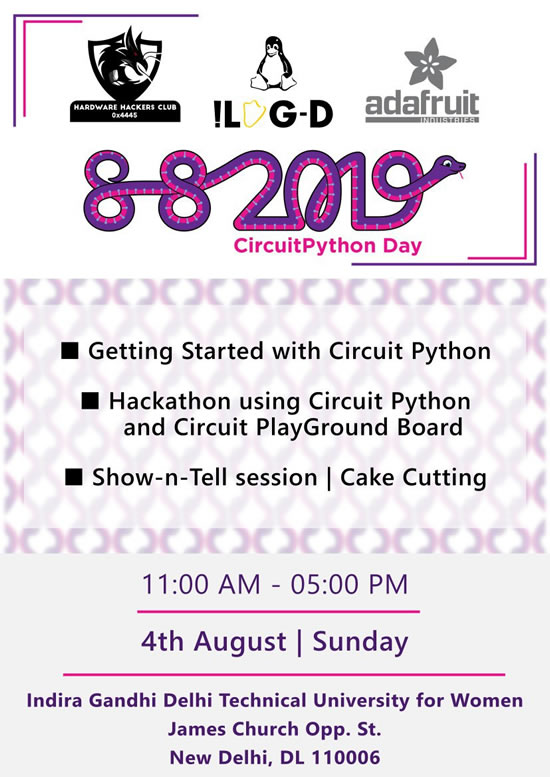 HARDWARE HACKERS CLUB
0x4445
!LUG-D
adafruit
INDUSTRIES
8-8 2019
CircuitPython Day
■ Getting Started with Circuit Python
■ Hackathon using Circuit Python
and Circuit PlayGround Board
■ Show-n-Tell session | Cake Cutting
11:00 AM - 05:00 PM
4th August | Sunday
Indira Gandhi Delhi Technical University for Women
James Church Opp. St.
New Delhi, DL 110006